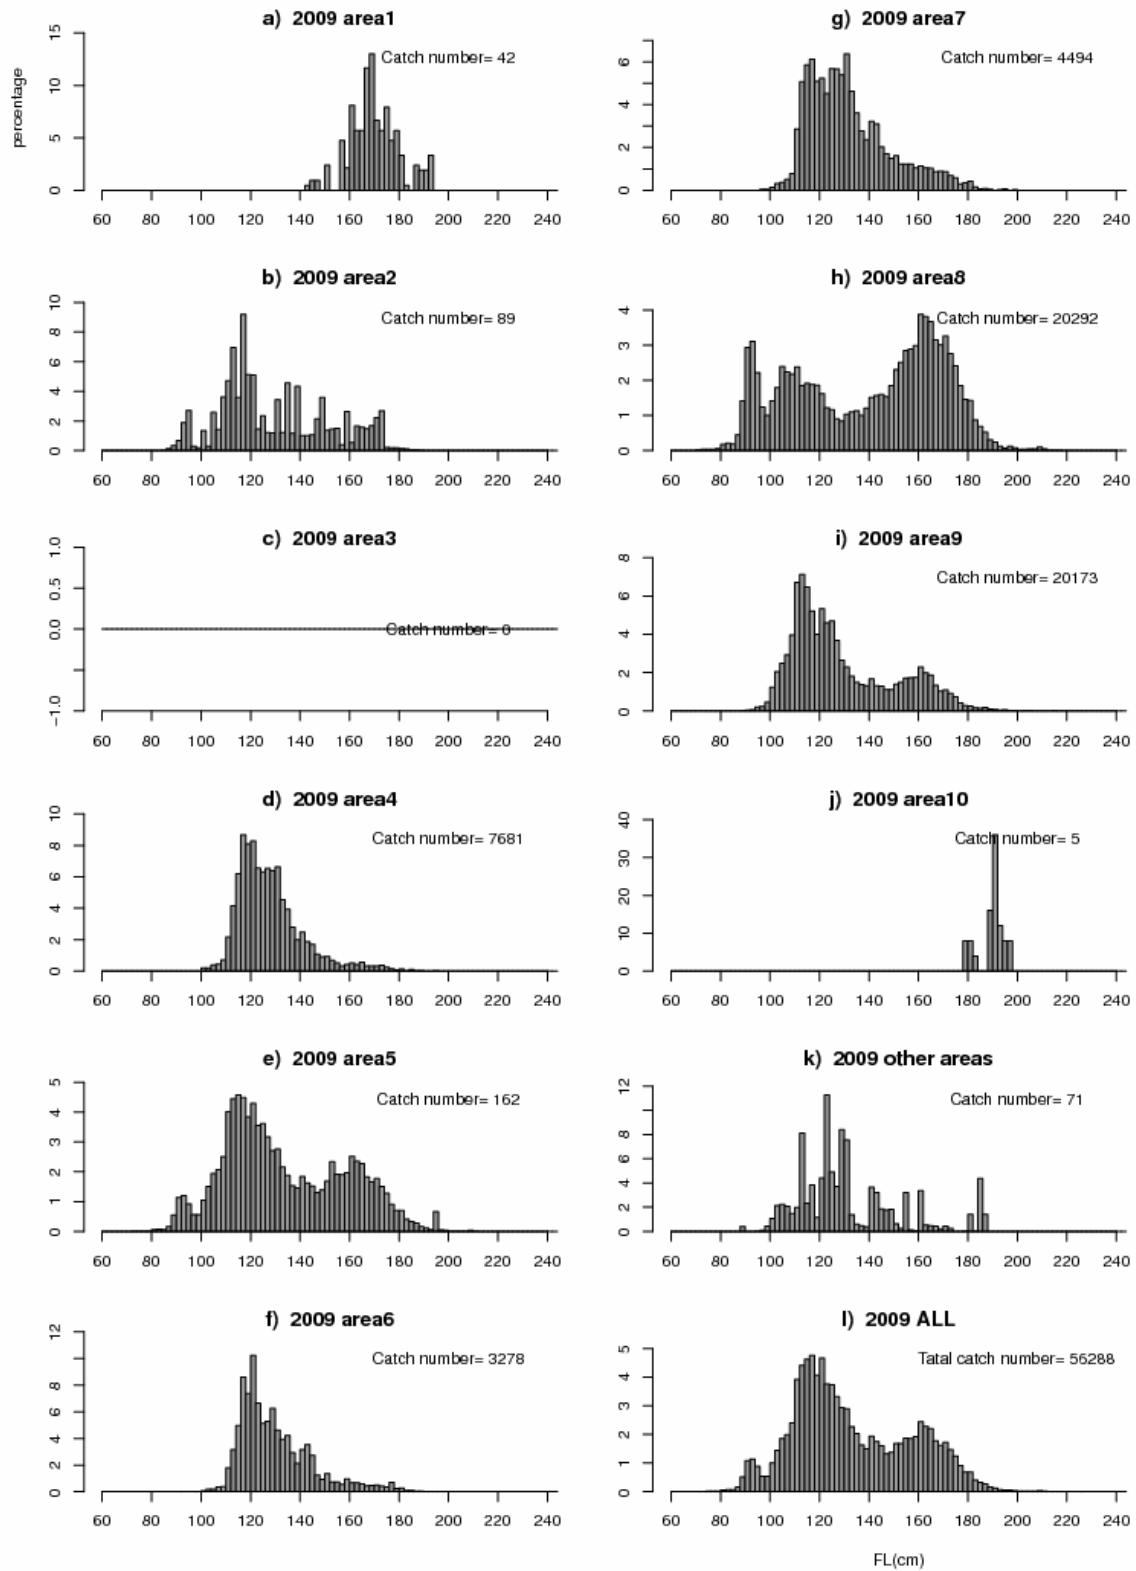 a) 2009 area1
Catch number= 42
percentage
0 5 10 15
60 80 100 120 140 160 180 200 220 240
b) 2009 area2
Catch number= 89
0 2 4 6 8 10
60 80 100 120 140 160 180 200 220 240
c) 2009 area3
Catch number= 0
−1.0 0.0 0.5 1.0
60 80 100 120 140 160 180 200 220 240
d) 2009 area4
Catch number= 7681
0 2 4 6 8 10
60 80 100 120 140 160 180 200 220 240
e) 2009 area5
Catch number= 162
0 1 2 3 4 5
60 80 100 120 140 160 180 200 220 240
f) 2009 area6
Catch number= 3278
0 2 4 6 8 12
60 80 100 120 140 160 180 200 220 240
g) 2009 area7
Catch number= 4494
0 2 4 6
60 80 100 120 140 160 180 200 220 240
h) 2009 area8
Catch number= 20292
0 1 2 3 4
60 80 100 120 140 160 180 200 220 240
i) 2009 area9
Catch number= 20173
0 2 4 6 8
60 80 100 120 140 160 180 200 220 240
j) 2009 area10
Catch number= 5
0 10 20 30 40
60 80 100 120 140 160 180 200 220 240
k) 2009 other areas
Catch number= 71
0 2 4 6 8 12
60 80 100 120 140 160 180 200 220 240
l) 2009 ALL
Tatal catch number= 56288
0 1 2 3 4 5
60 80 100 120 140 160 180 200 220 240
FL(cm)